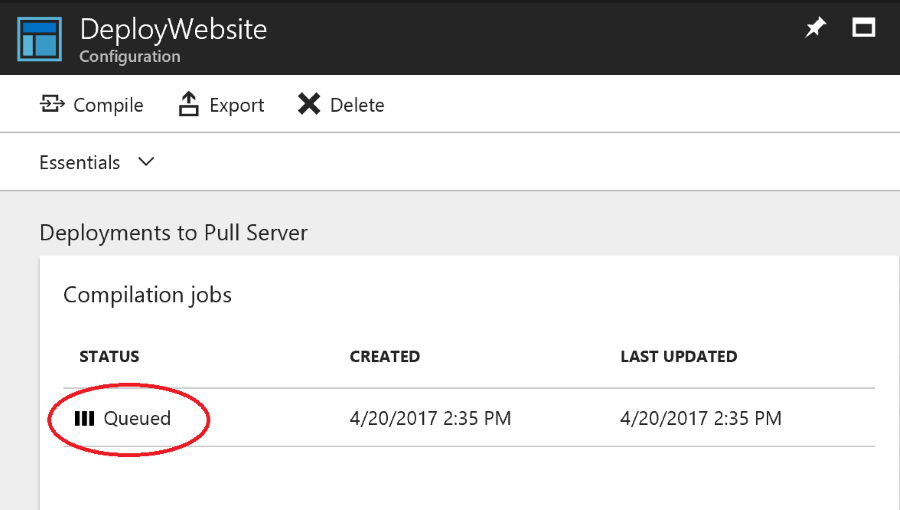 DeployWebsite
Configuration
Compile Export Delete
Essentials
Deployments to Pull Server
Compilation jobs
STATUS CREATED LAST UPDATED
Queued 4/20/2017 2:35 PM 4/20/2017 2:35 PM